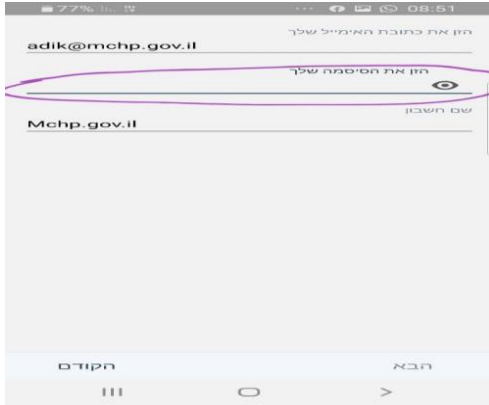 77% 08:51
הזן את כתובת האימייל שלך
adik@mchp.gov.il
הזן את הסיסמה שלך
שם חשבון
Mchp.gov.il
הבא הקודם